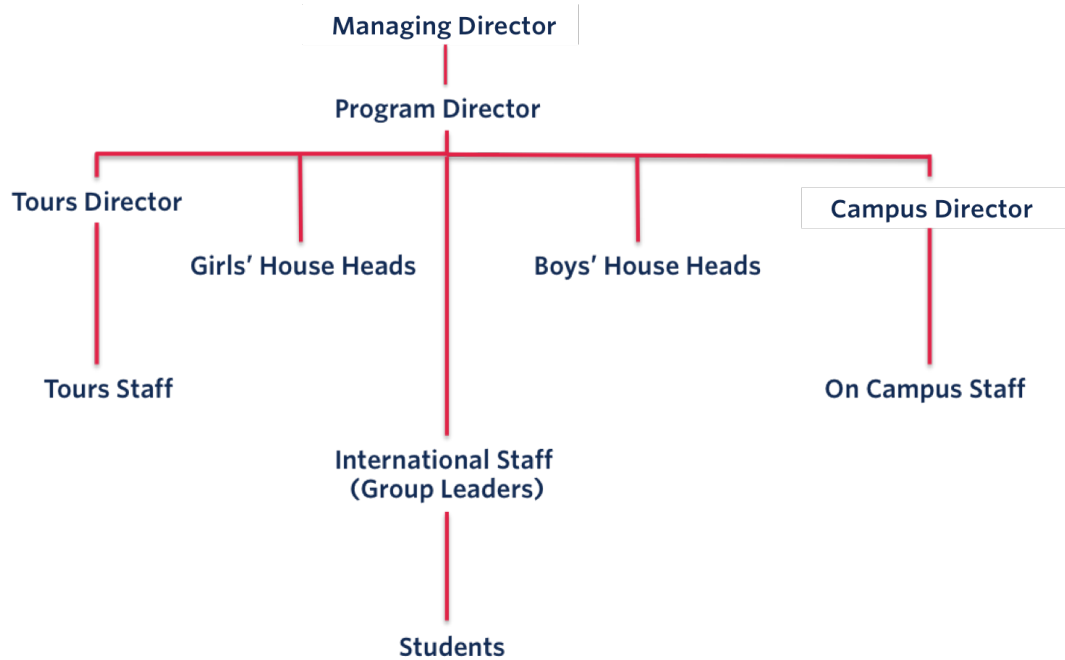 Managing Director
Program Director
Tours Director
Campus Director
Girls’ House Heads
Boys’ House Heads
Tours Staff
On Campus Staff
International Staff
(Group Leaders)
Students